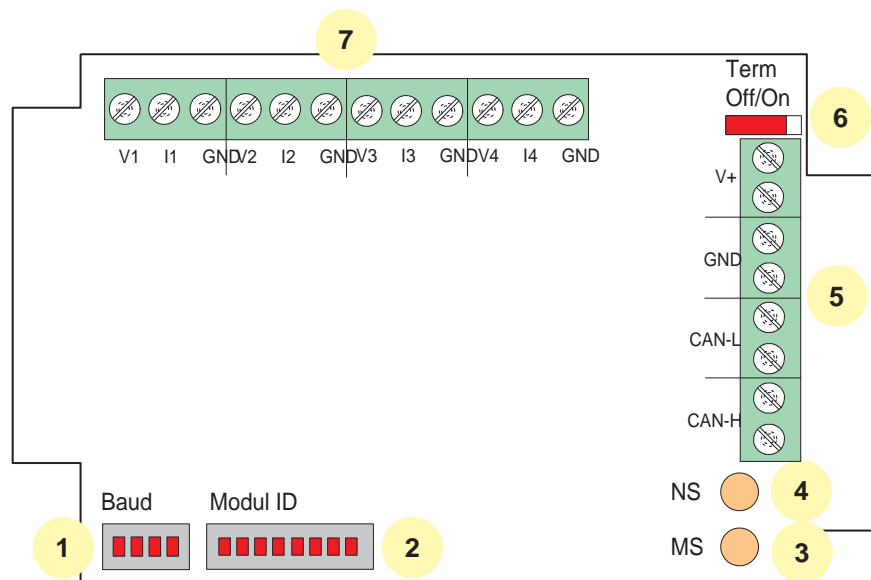 7
Term
Off/On
6
V1 I1 GND V2 I2 GND V3 I3 GND V4 I4 GND
V+
GND
5
CAN-L
CAN-H
NS 4
Baud Modul ID
1 2
MS 3